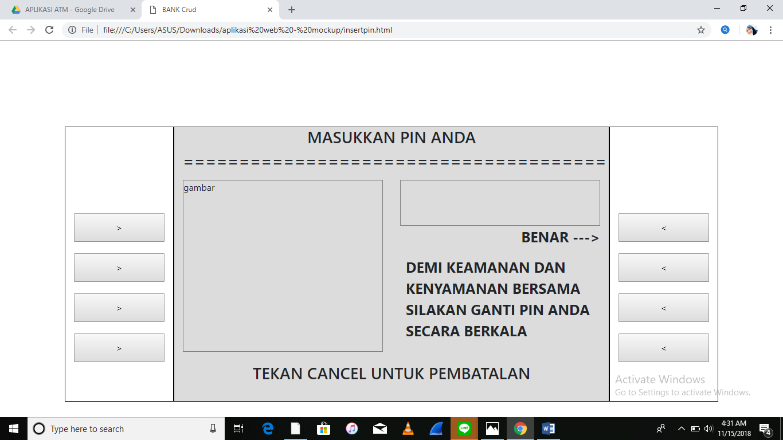 APLIKASI ATM - Google Drive
BANK Crud
File
file:///C:/Users/ASUS/Downloads/aplikasi%20web%20-%20mockup/insertpin.html
MASUKKAN PIN ANDA
======================================
gambar
BENAR --->
DEMI KEAMANAN DAN
KENYAMANAN BERSAMA
SILAKAN GANTI PIN ANDA
SECARA BERKALA
> <
> <
> <
> <
TEKAN CANCEL UNTUK PEMBATALAN
Activate Windows
Go to Settings to activate Windows.
Type here to search
4:31 AM
11/15/2018
4